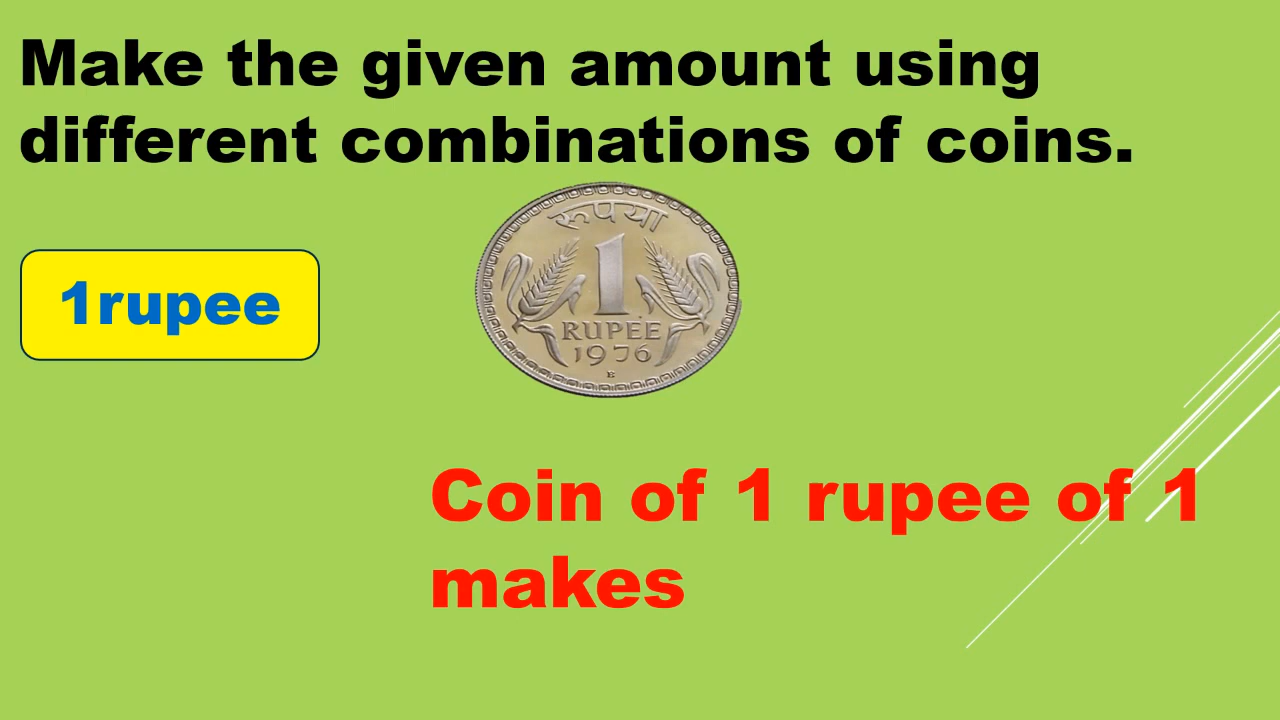 Make the given amount using
different combinations of coins.
रूपया
1
RUPEE
1976
B
1rupee
Coin of 1 rupee of 1
makes